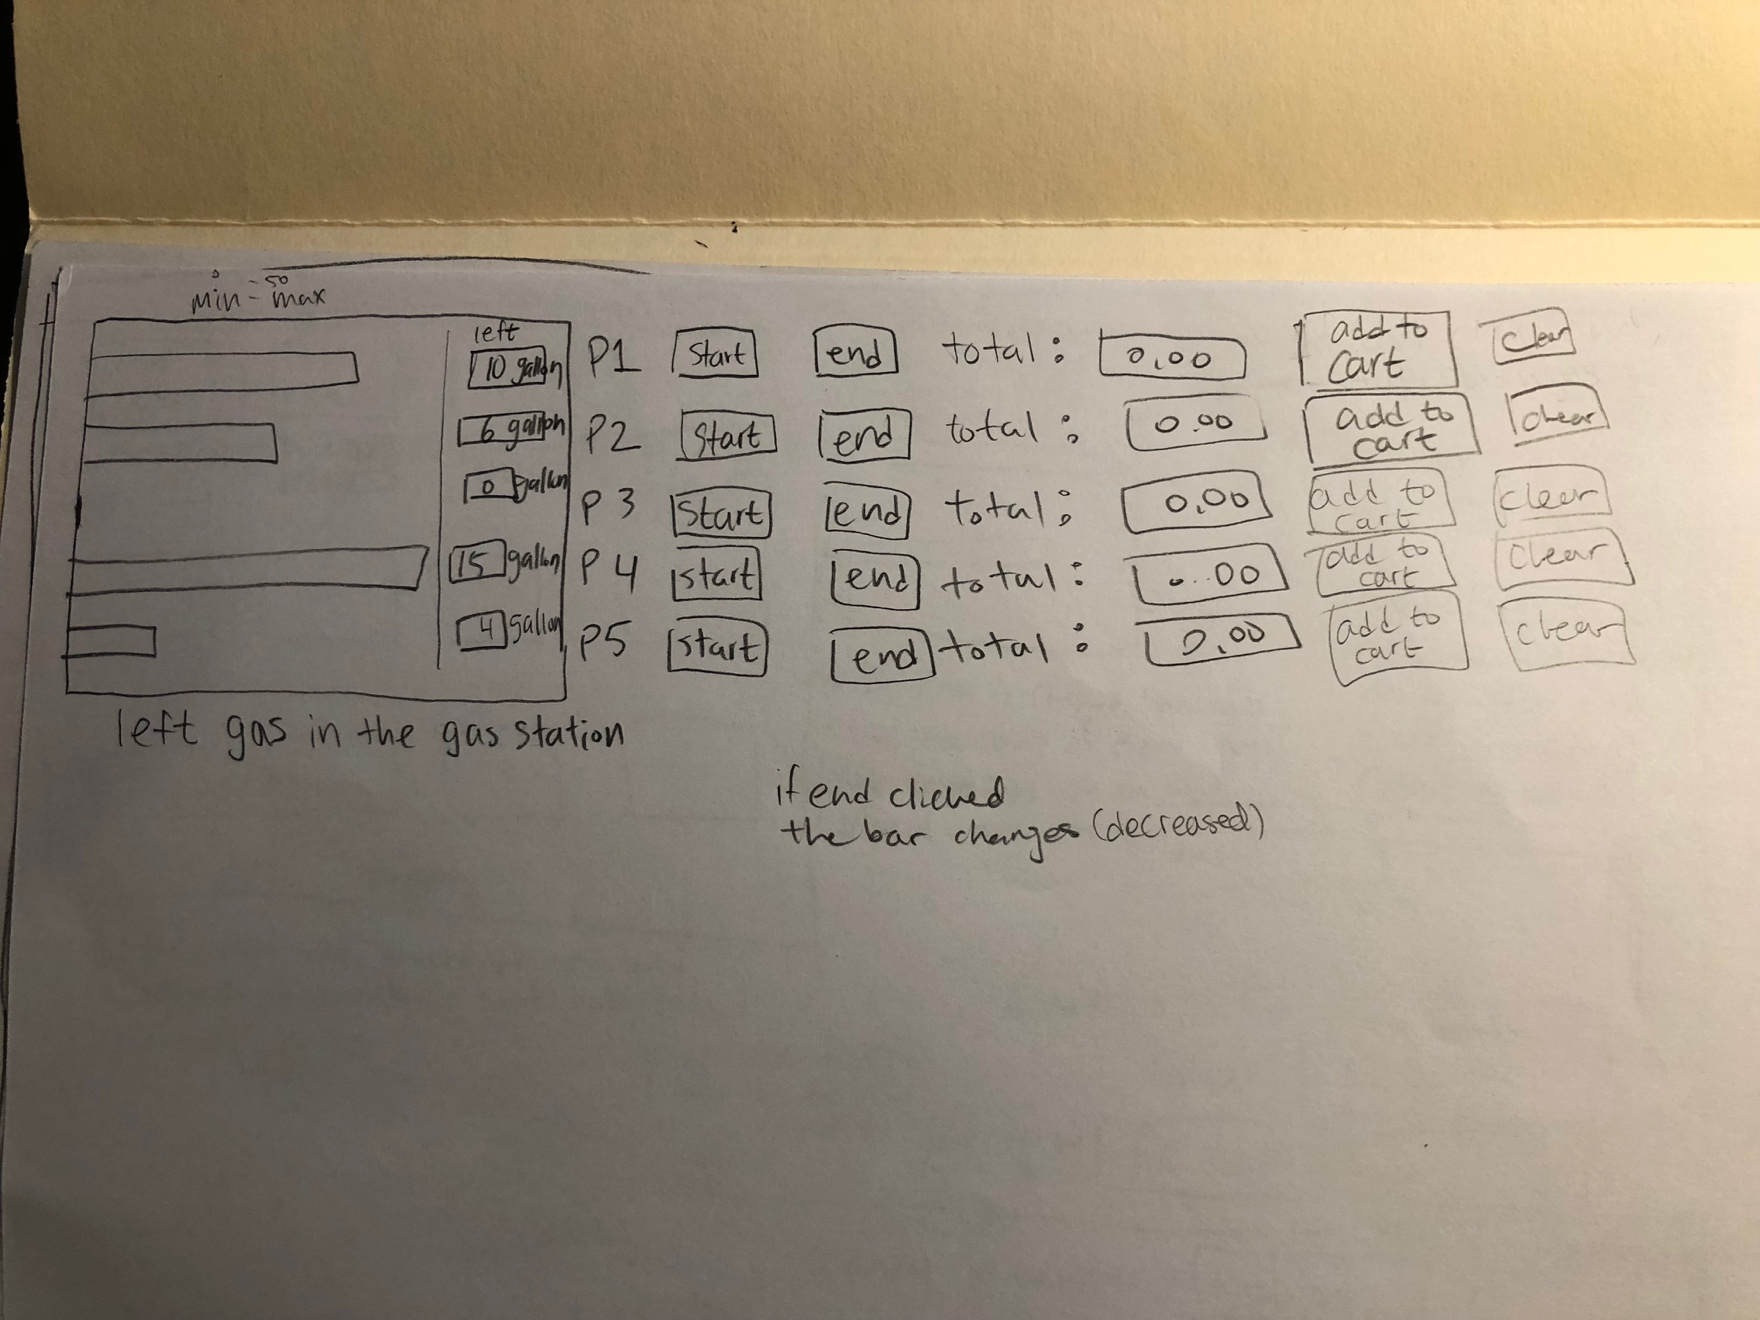 0 - 50
min - max
left
10 gallon P1 start end total: 0.00 add to cart clear
6 gallon P2 start end total: 0.00 add to cart clear
0 gallon P3 start end total: 0.00 add to cart clear
15 gallon P4 start end total: 0.00 add to cart clear
4 gallon P5 start end total: 0.00 add to cart clear
left gas in the gas station
if end clicked
the bar changes (decreased)